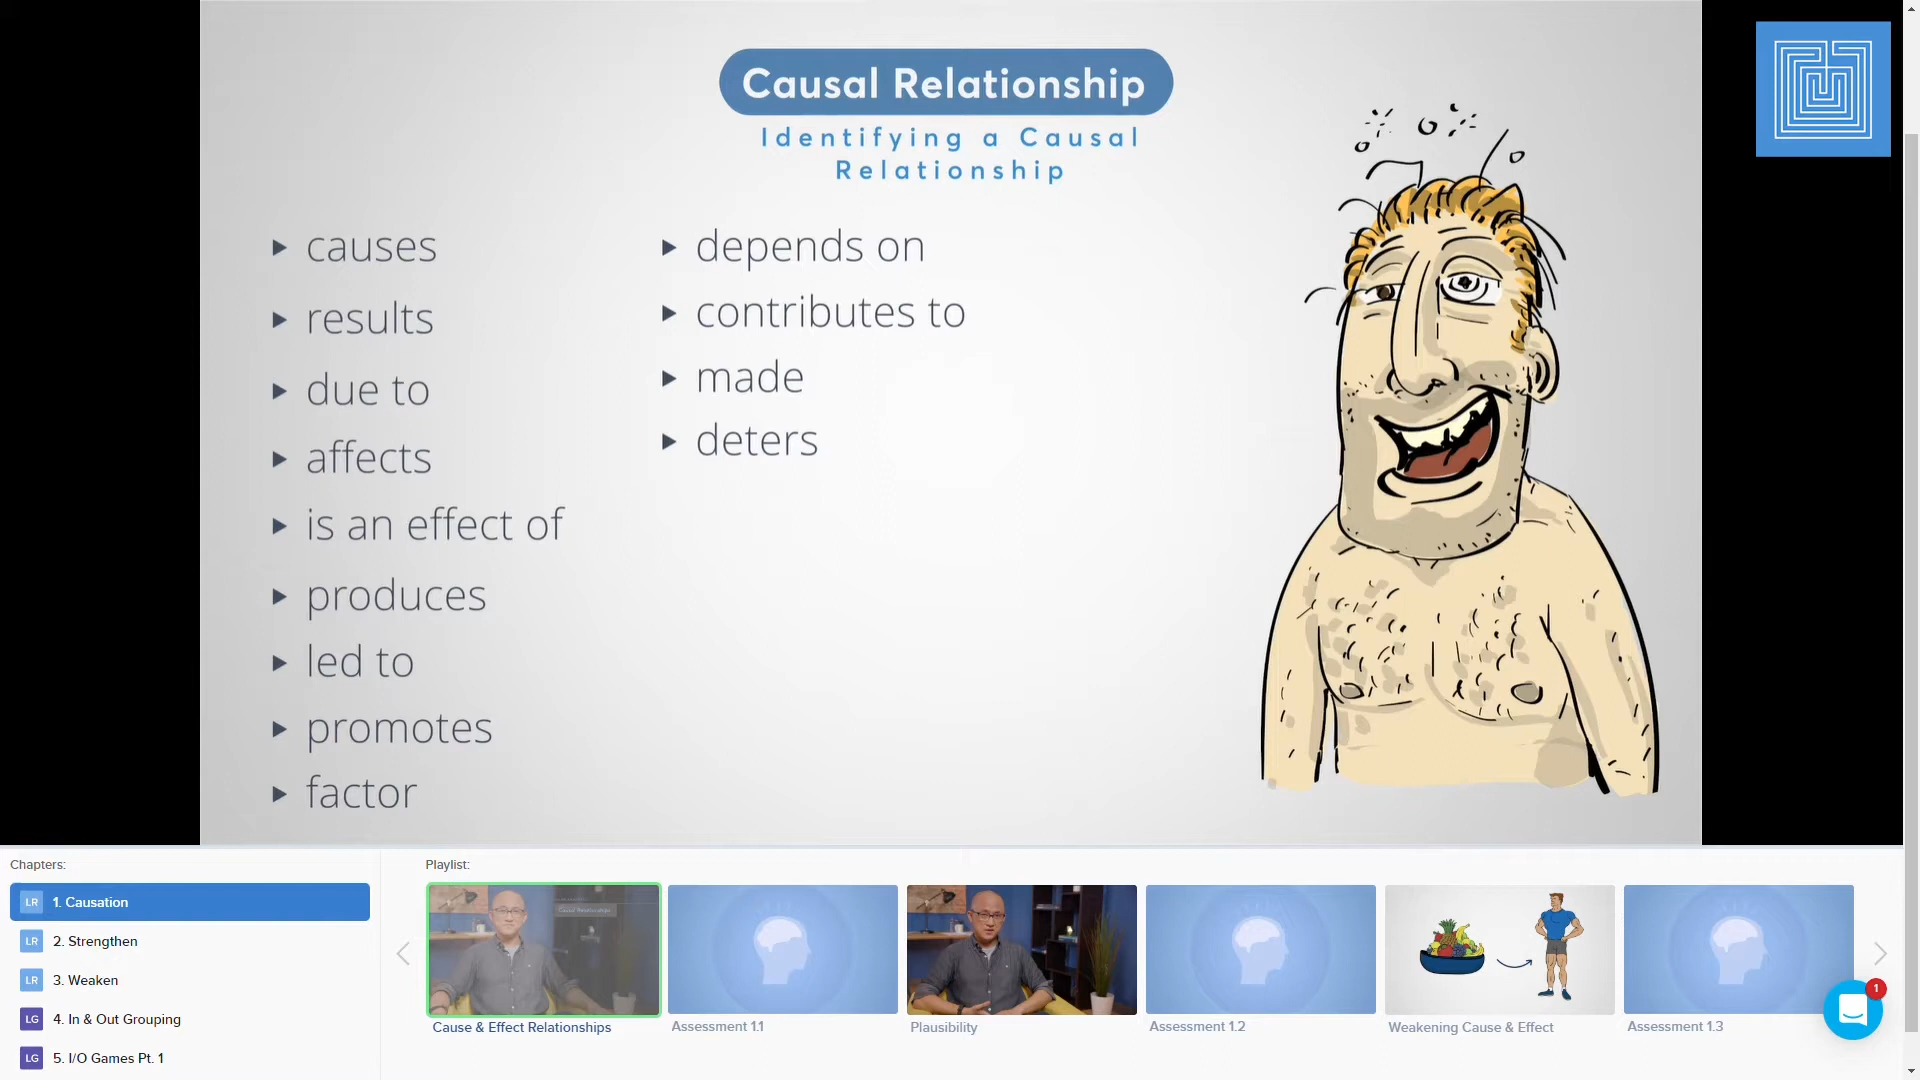 Causal Relationship
Identifying a Causal
Relationship
causes
results
due to
affects
is an effect of
produces
led to
promotes
factor
depends on
contributes to
made
deters
Chapters:
LR 1. Causation
LR 2. Strengthen
LR 3. Weaken
LG 4. In & Out Grouping
LG 5. I/O Games Pt. 1
Playlist:
Causal Relationships
Cause & Effect Relationships
Assessment 1.1
Plausibility
Assessment 1.2
Weakening Cause & Effect
Assessment 1.3
1